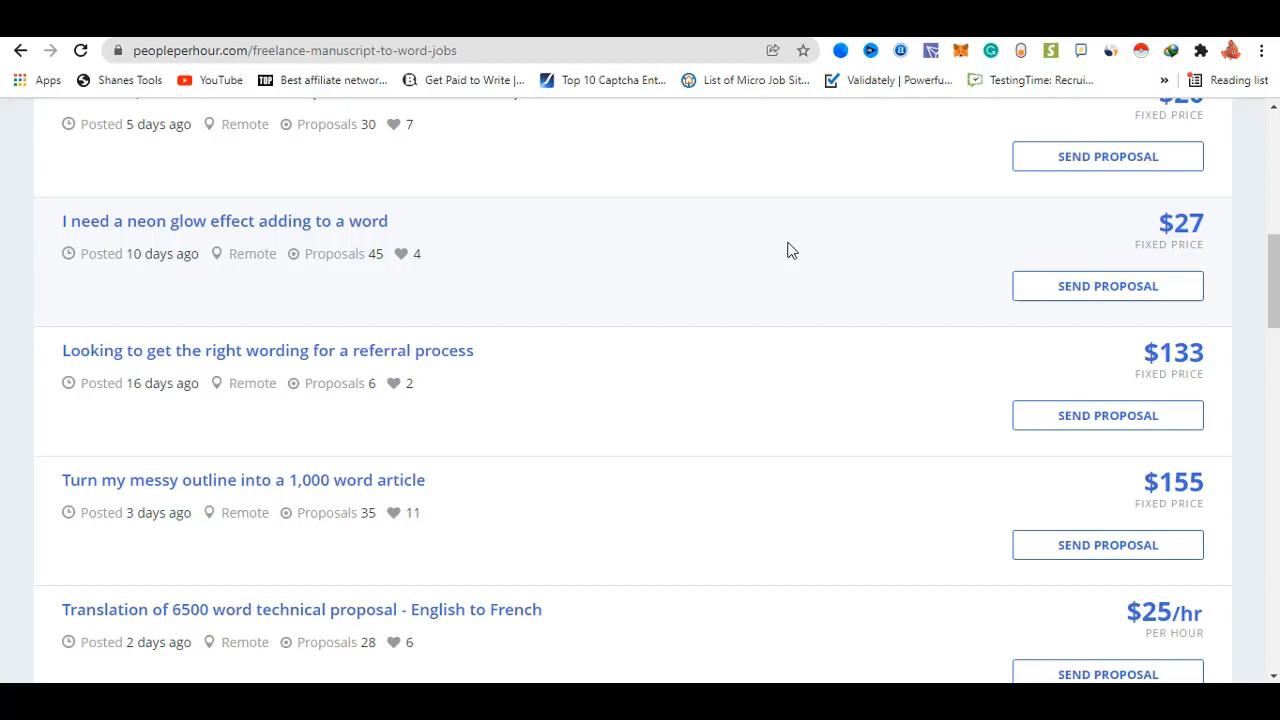 peopleperhour.com/freelance-manuscript-to-word-jobs
Apps Shanes Tools YouTube TOP Best affiliate networ... Get Paid to Write |... Top 10 Captcha Ent... List of Micro Job Sit... Validately | Powerfu... TestingTime: Recrui... » Reading list
FIXED PRICE
Posted 5 days ago Remote Proposals 30 7
SEND PROPOSAL
I need a neon glow effect adding to a word $27
Posted 10 days ago Remote Proposals 45 4 FIXED PRICE
SEND PROPOSAL
Looking to get the right wording for a referral process $133
Posted 16 days ago Remote Proposals 6 2 FIXED PRICE
SEND PROPOSAL
Turn my messy outline into a 1,000 word article $155
Posted 3 days ago Remote Proposals 35 11 FIXED PRICE
SEND PROPOSAL
Translation of 6500 word technical proposal - English to French $25/hr
Posted 2 days ago Remote Proposals 28 6 PER HOUR
SEND PROPOSAL